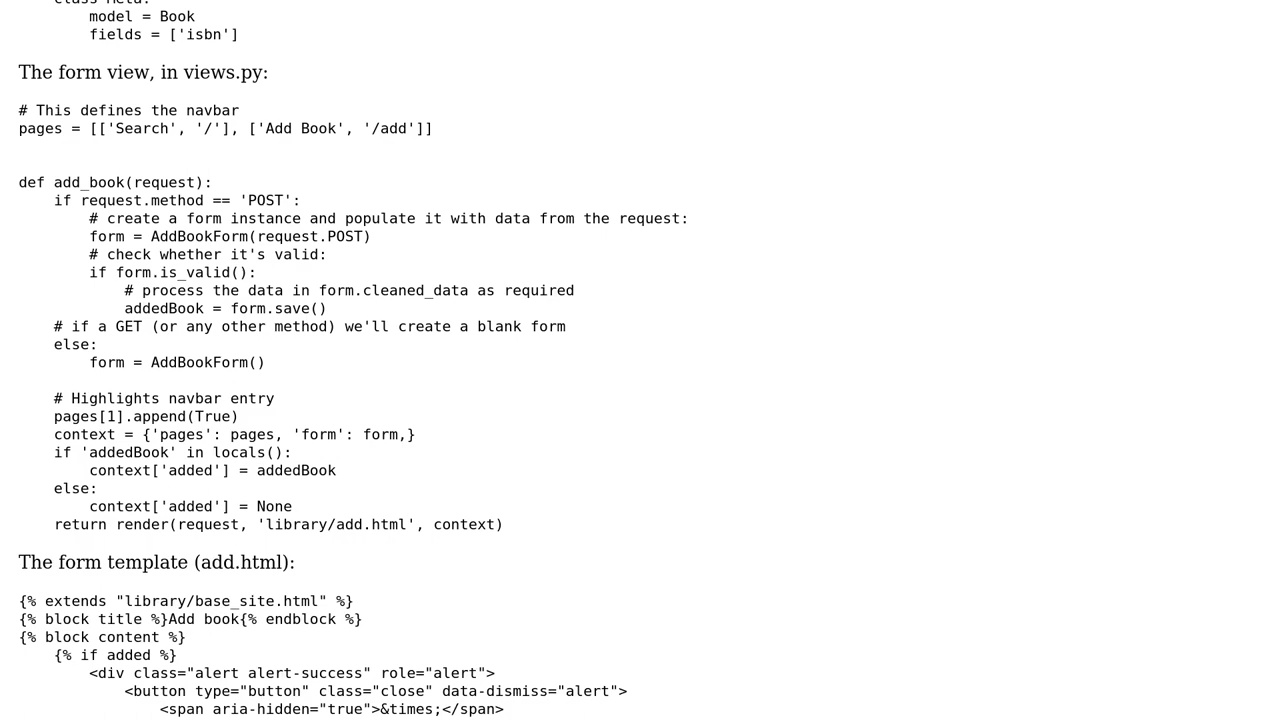 class Meta:
        model = Book
        fields = ['isbn']
The form view, in views.py:
# This defines the navbar
pages = [['Search', '/'], ['Add Book', '/add']]
def add_book(request):
    if request.method == 'POST':
        # create a form instance and populate it with data from the request:
        form = AddBookForm(request.POST)
        # check whether it's valid:
        if form.is_valid():
            # process the data in form.cleaned_data as required
            addedBook = form.save()
    # if a GET (or any other method) we'll create a blank form
    else:
        form = AddBookForm()
    # Highlights navbar entry
    pages[1].append(True)
    context = {'pages': pages, 'form': form,}
    if 'addedBook' in locals():
        context['added'] = addedBook
    else:
        context['added'] = None
    return render(request, 'library/add.html', context)
The form template (add.html):
{% extends "library/base_site.html" %}
{% block title %}Add book{% endblock %}
{% block content %}
    {% if added %}
        <div class="alert alert-success" role="alert">
            <button type="button" class="close" data-dismiss="alert">
                <span aria-hidden="true">&times;</span>